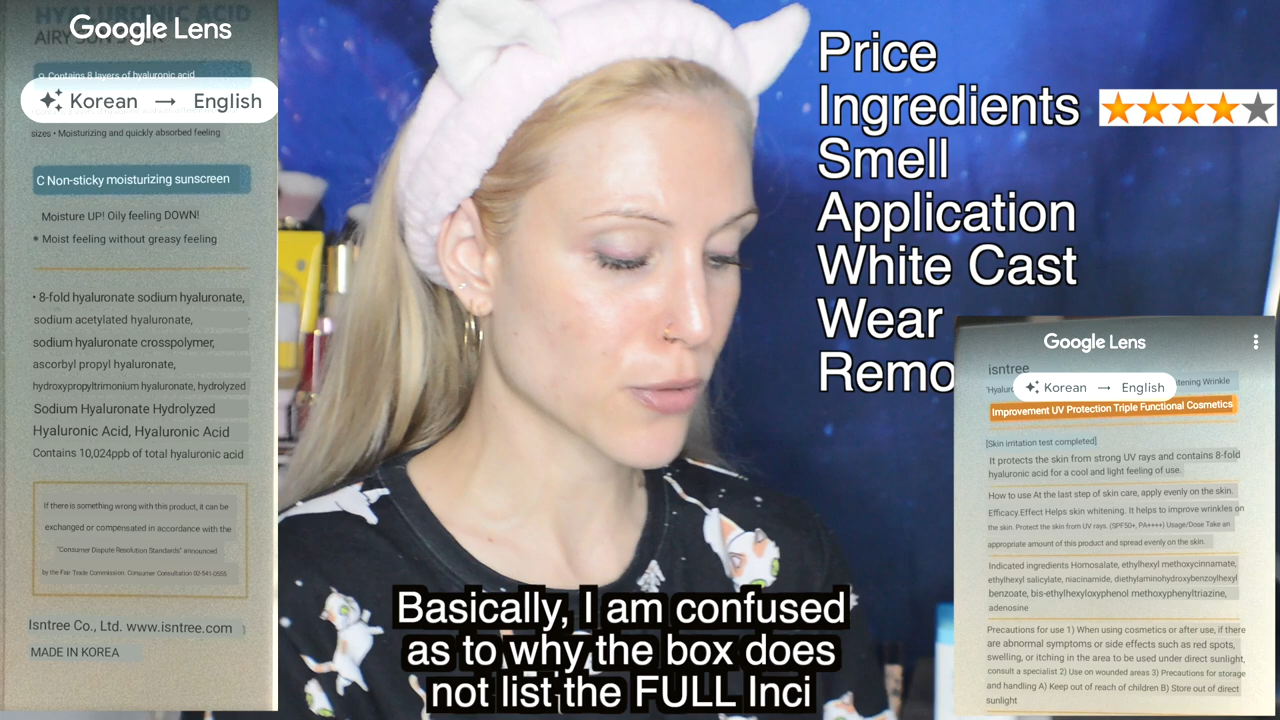 HYALURONIC ACID
Google Lens
AIRY SUN STICK
Contains 8 layers of hyaluronic acid
Korean → English
sizes • Moisturizing and quickly absorbed feeling
C Non-sticky moisturizing sunscreen
Moisture UP! Oily feeling DOWN!
* Moist feeling without greasy feeling
• 8-fold hyaluronate sodium hyaluronate,
sodium acetylated hyaluronate,
sodium hyaluronate crosspolymer,
ascorbyl propyl hyaluronate,
hydroxypropyltrimonium hyaluronate, hydrolyzed
Sodium Hyaluronate Hydrolyzed
Hyaluronic Acid, Hyaluronic Acid
Contains 10,024ppb of total hyaluronic acid
If there is something wrong with this product, it can be
exchanged or compensated in accordance with the
"Consumer Dispute Resolution Standards" announced
by the Fair Trade Commission. Consumer Consultation 02-541-0555
Isntree Co., Ltd. www.isntree.com
MADE IN KOREA
Price
Ingredients
Smell
Application
White Cast
Wear
Remo
Google Lens
isntree
Korean → English
'Hyaluro
tening Wrinkle
Improvement UV Protection Triple Functional Cosmetics
[Skin irritation test completed]
It protects the skin from strong UV rays and contains 8-fold
hyaluronic acid for a cool and light feeling of use.
How to use At the last step of skin care, apply evenly on the skin.
Efficacy.Effect Helps skin whitening. It helps to improve wrinkles on
the skin. Protect the skin from UV rays. (SPF50+, PA++++) Usage/Dose Take an
appropriate amount of this product and spread evenly on the skin.
Indicated ingredients Homosalate, ethylhexyl methoxycinnamate,
ethylhexyl salicylate, niacinamide, diethylaminohydroxybenzoylhexyl
benzoate, bis-ethylhexyloxyphenol methoxyphenyltriazine,
adenosine
Precautions for use 1) When using cosmetics or after use, if there
are abnormal symptoms or side effects such as red spots,
swelling, or itching in the area to be used under direct sunlight,
consult a specialist 2) Use on wounded areas 3) Precautions for storage
and handling A) Keep out of reach of children B) Store out of direct
sunlight
Basically, I am confused
as to why the box does
not list the FULL Inci